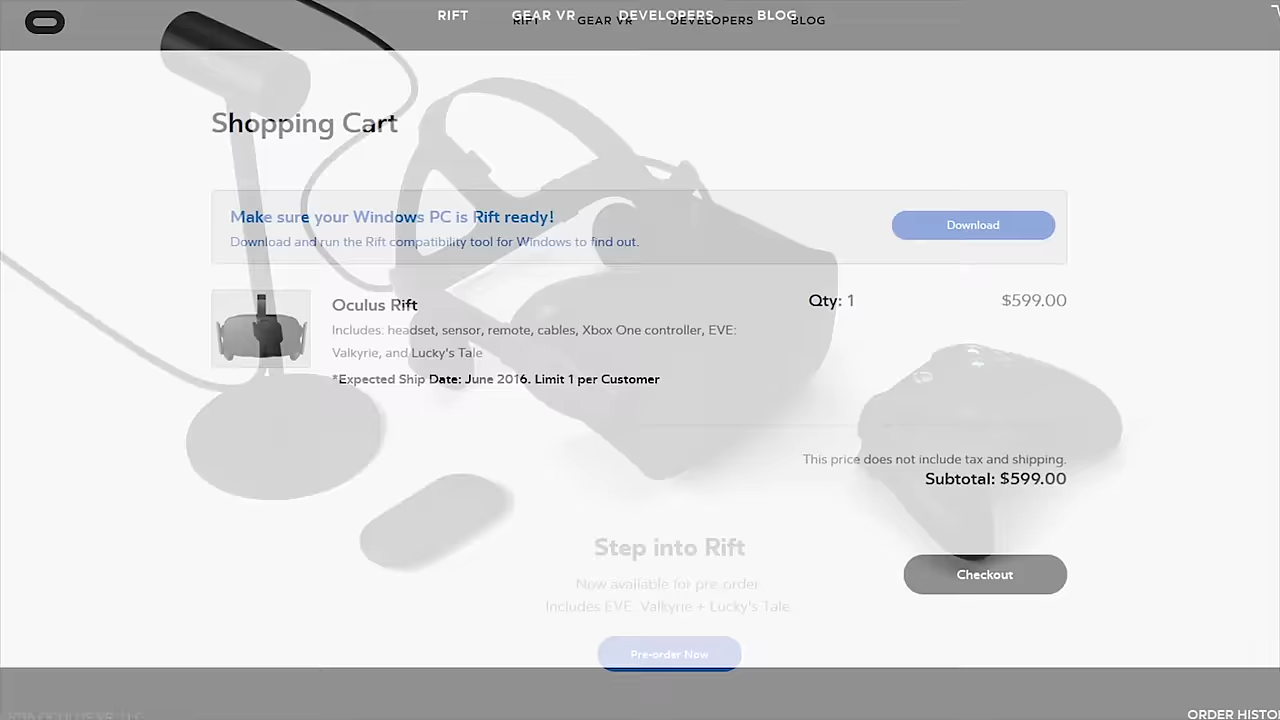 RIFT GEAR VR DEVELOPERS BLOG
RIFT GEAR VR DEVELOPERS BLOG
Shopping Cart
Make sure your Windows PC is Rift ready!
Download and run the Rift compatibility tool for Windows to find out.
Download
Oculus Rift
Qty: 1
$599.00
Includes: headset, sensor, remote, cables, Xbox One controller, EVE:
Valkyrie, and Lucky's Tale
*Expected Ship Date: June 2016. Limit 1 per Customer
This price does not include tax and shipping.
Subtotal: $599.00
Step into Rift
Now available for pre-order
Includes EVE: Valkyrie + Lucky's Tale
Checkout
Pre-order Now
ORDER HISTO